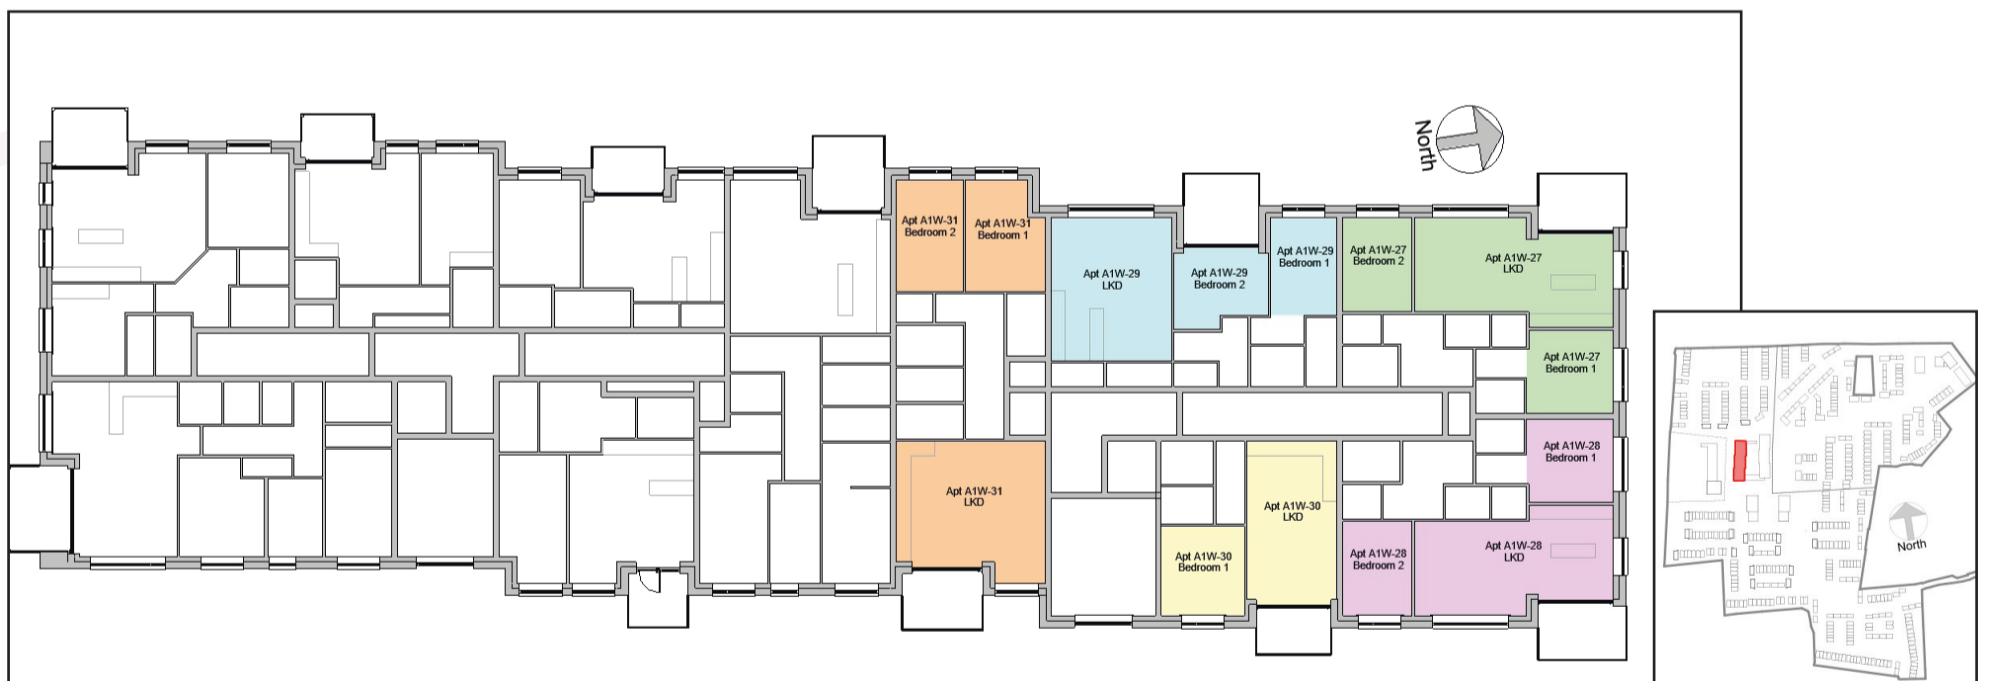 North
Apt A1W-31
Bedroom 2
Apt A1W-31
Bedroom 1
Apt A1W-29
LKD
Apt A1W-29
Bedroom 2
Apt A1W-29
Bedroom 1
Apt A1W-27
Bedroom 2
Apt A1W-27
LKD
Apt A1W-27
Bedroom 1
Apt A1W-28
Bedroom 1
Apt A1W-31
LKD
Apt A1W-30
LKD
Apt A1W-30
Bedroom 1
Apt A1W-28
Bedroom 2
Apt A1W-28
LKD
North